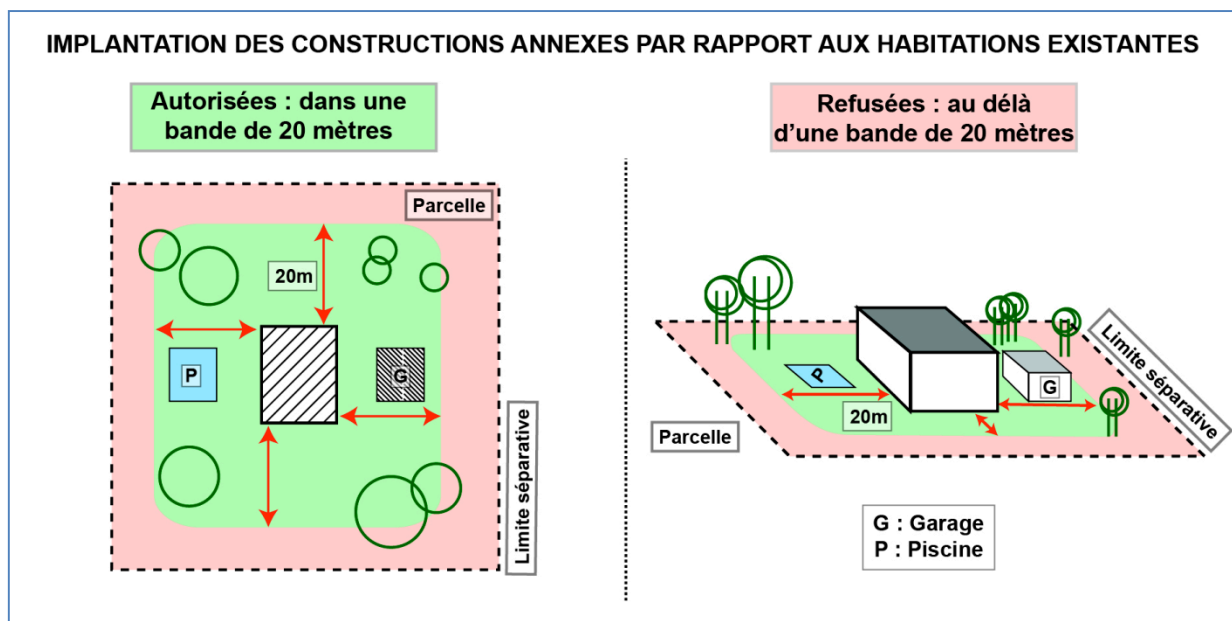 IMPLANTATION DES CONSTRUCTIONS ANNEXES PAR RAPPORT AUX HABITATIONS EXISTANTES
Autorisées : dans une
bande de 20 mètres
Parcelle
20m
P
G
Limite séparative
Refusées : au délà
d'une bande de 20 mètres
P
20m
G
Parcelle
Limite séparative
G : Garage
P : Piscine